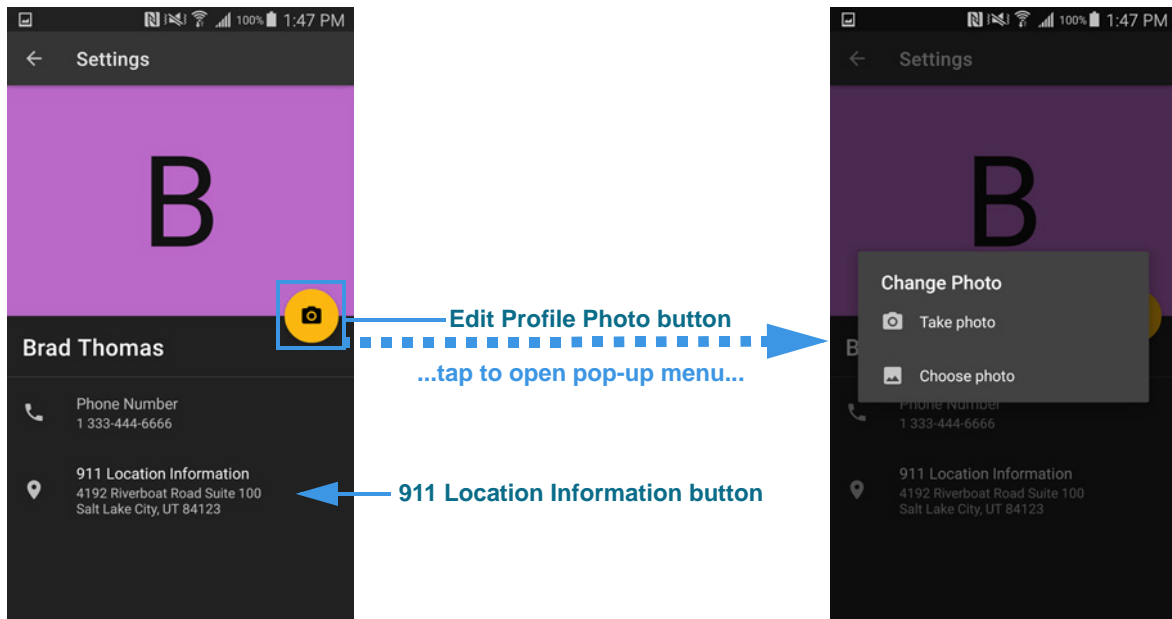 100% 1:47 PM
Settings
B
Brad Thomas
Phone Number
1 333-444-6666
911 Location Information
4192 Riverboat Road Suite 100
Salt Lake City, UT 84123
Edit Profile Photo button
...tap to open pop-up menu...
911 Location Information button
100% 1:47 PM
Settings
B
Change Photo
Take photo
Choose photo
B
Phone Number
1 333-444-6666
911 Location Information
4192 Riverboat Road Suite 100
Salt Lake City, UT 84123